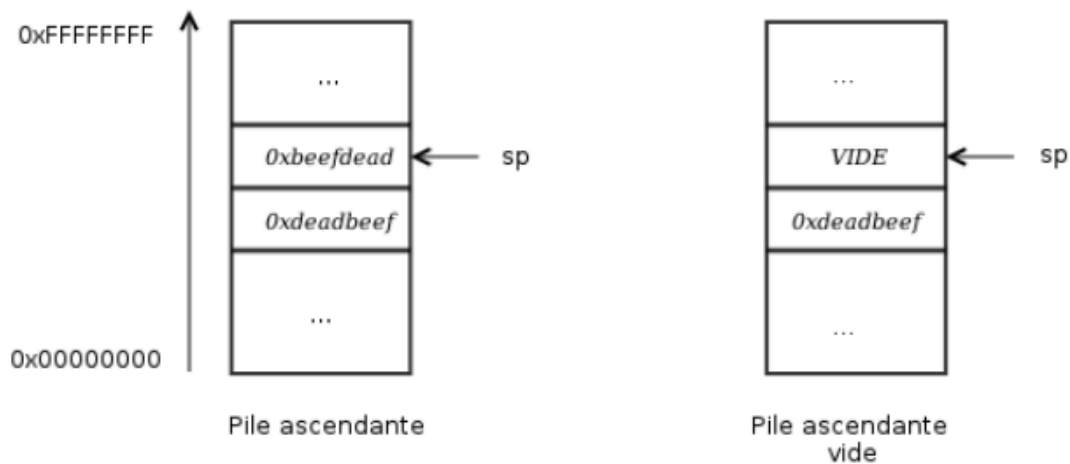 0xFFFFFFFF
...
...
0xbeefdead
sp
VIDE
sp
0xdeadbeef
0xdeadbeef
...
...
0x00000000
Pile ascendante
Pile ascendante
vide